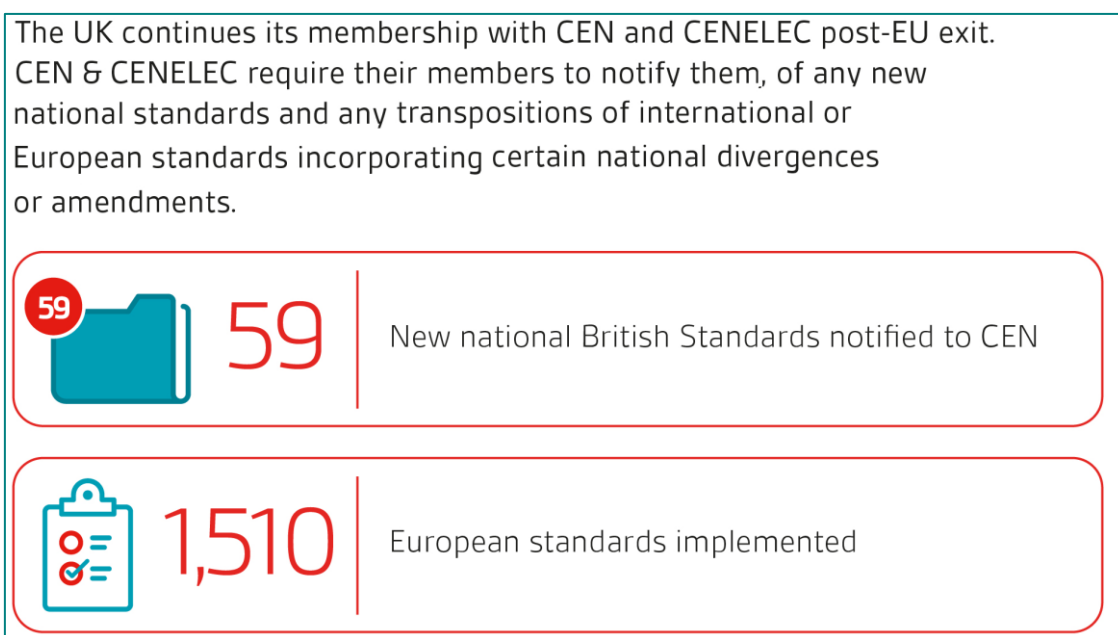 The UK continues its membership with CEN and CENELEC post-EU exit.
CEN & CENELEC require their members to notify them, of any new
national standards and any transpositions of international or
European standards incorporating certain national divergences
or amendments.
59
59
New national British Standards notified to CEN
1,510
European standards implemented